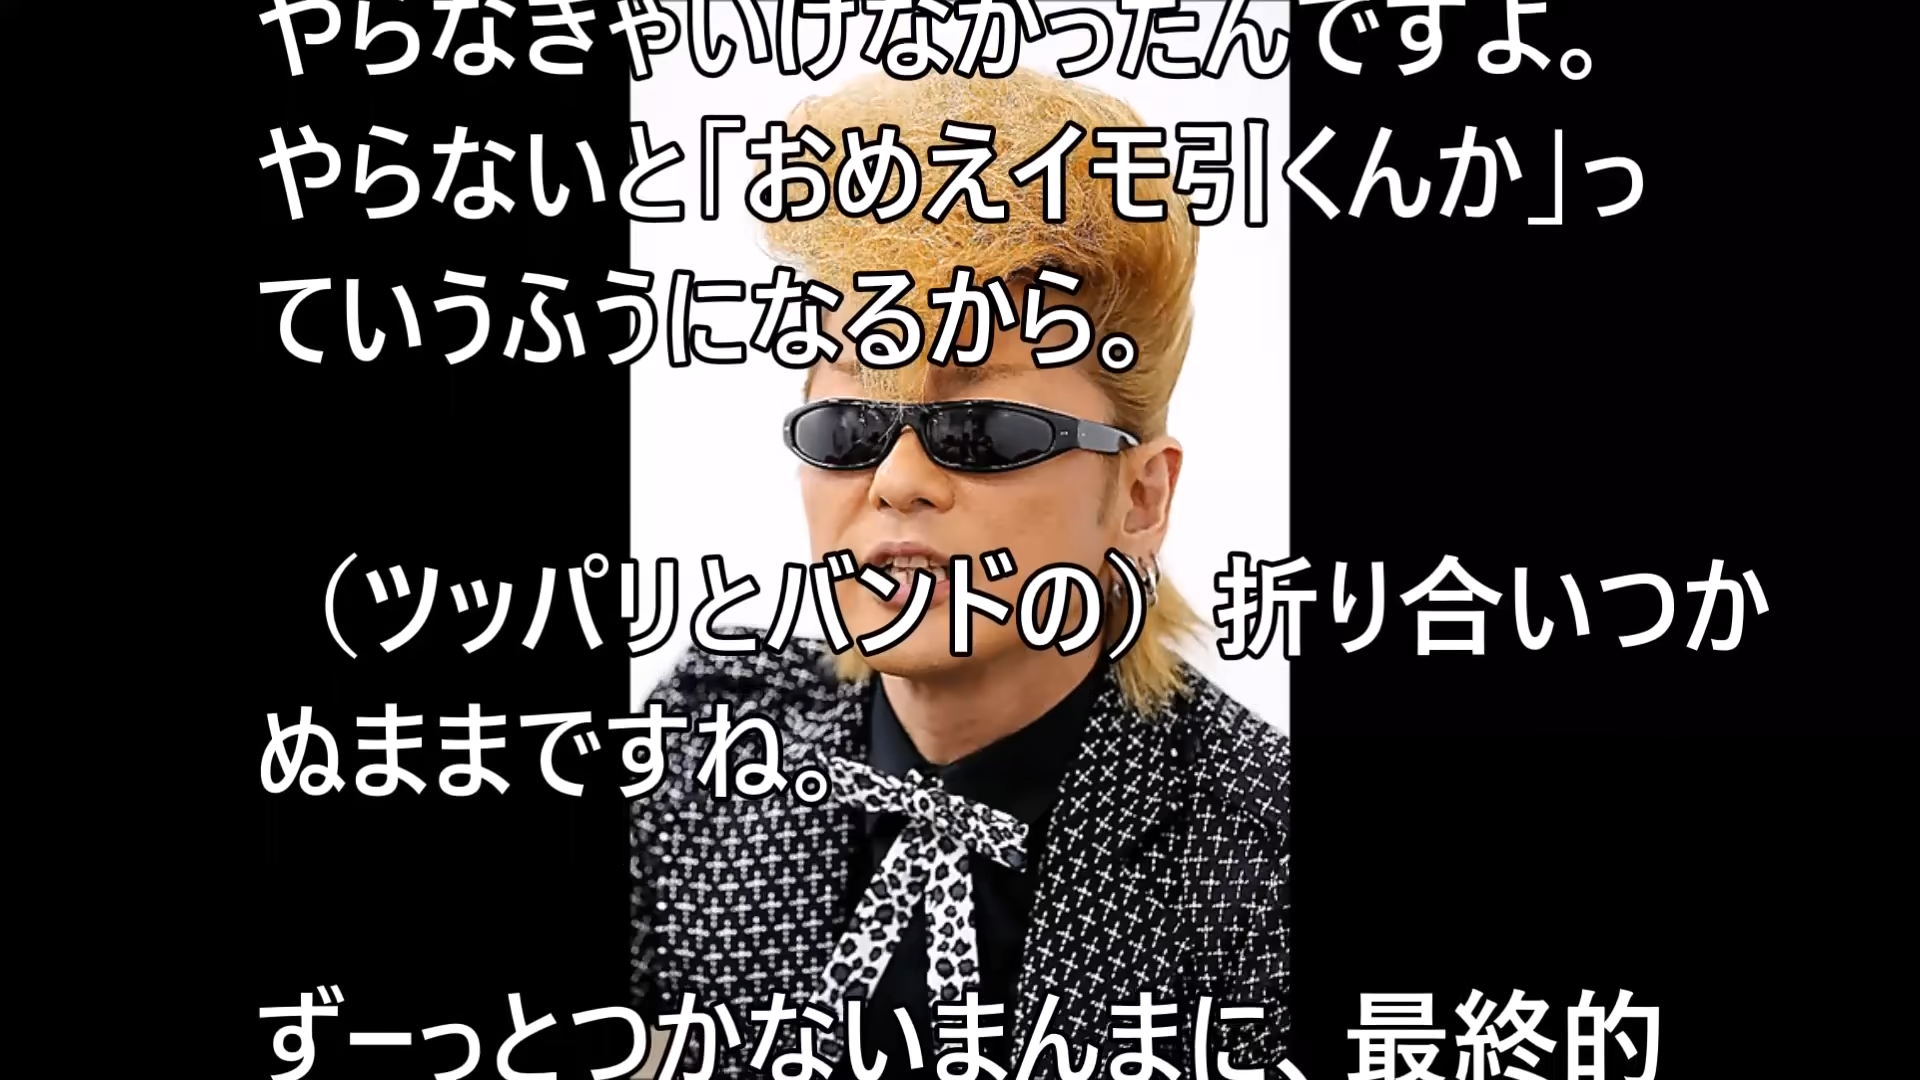 やらなきゃいけなかったんですよ。
やらないと「おめえイモ引くんか」っ
ていうふうになるから。
（ツッパリとバンドの） 折り合いつか
ぬままですね。
ずーっとつかないまんまに、最終的